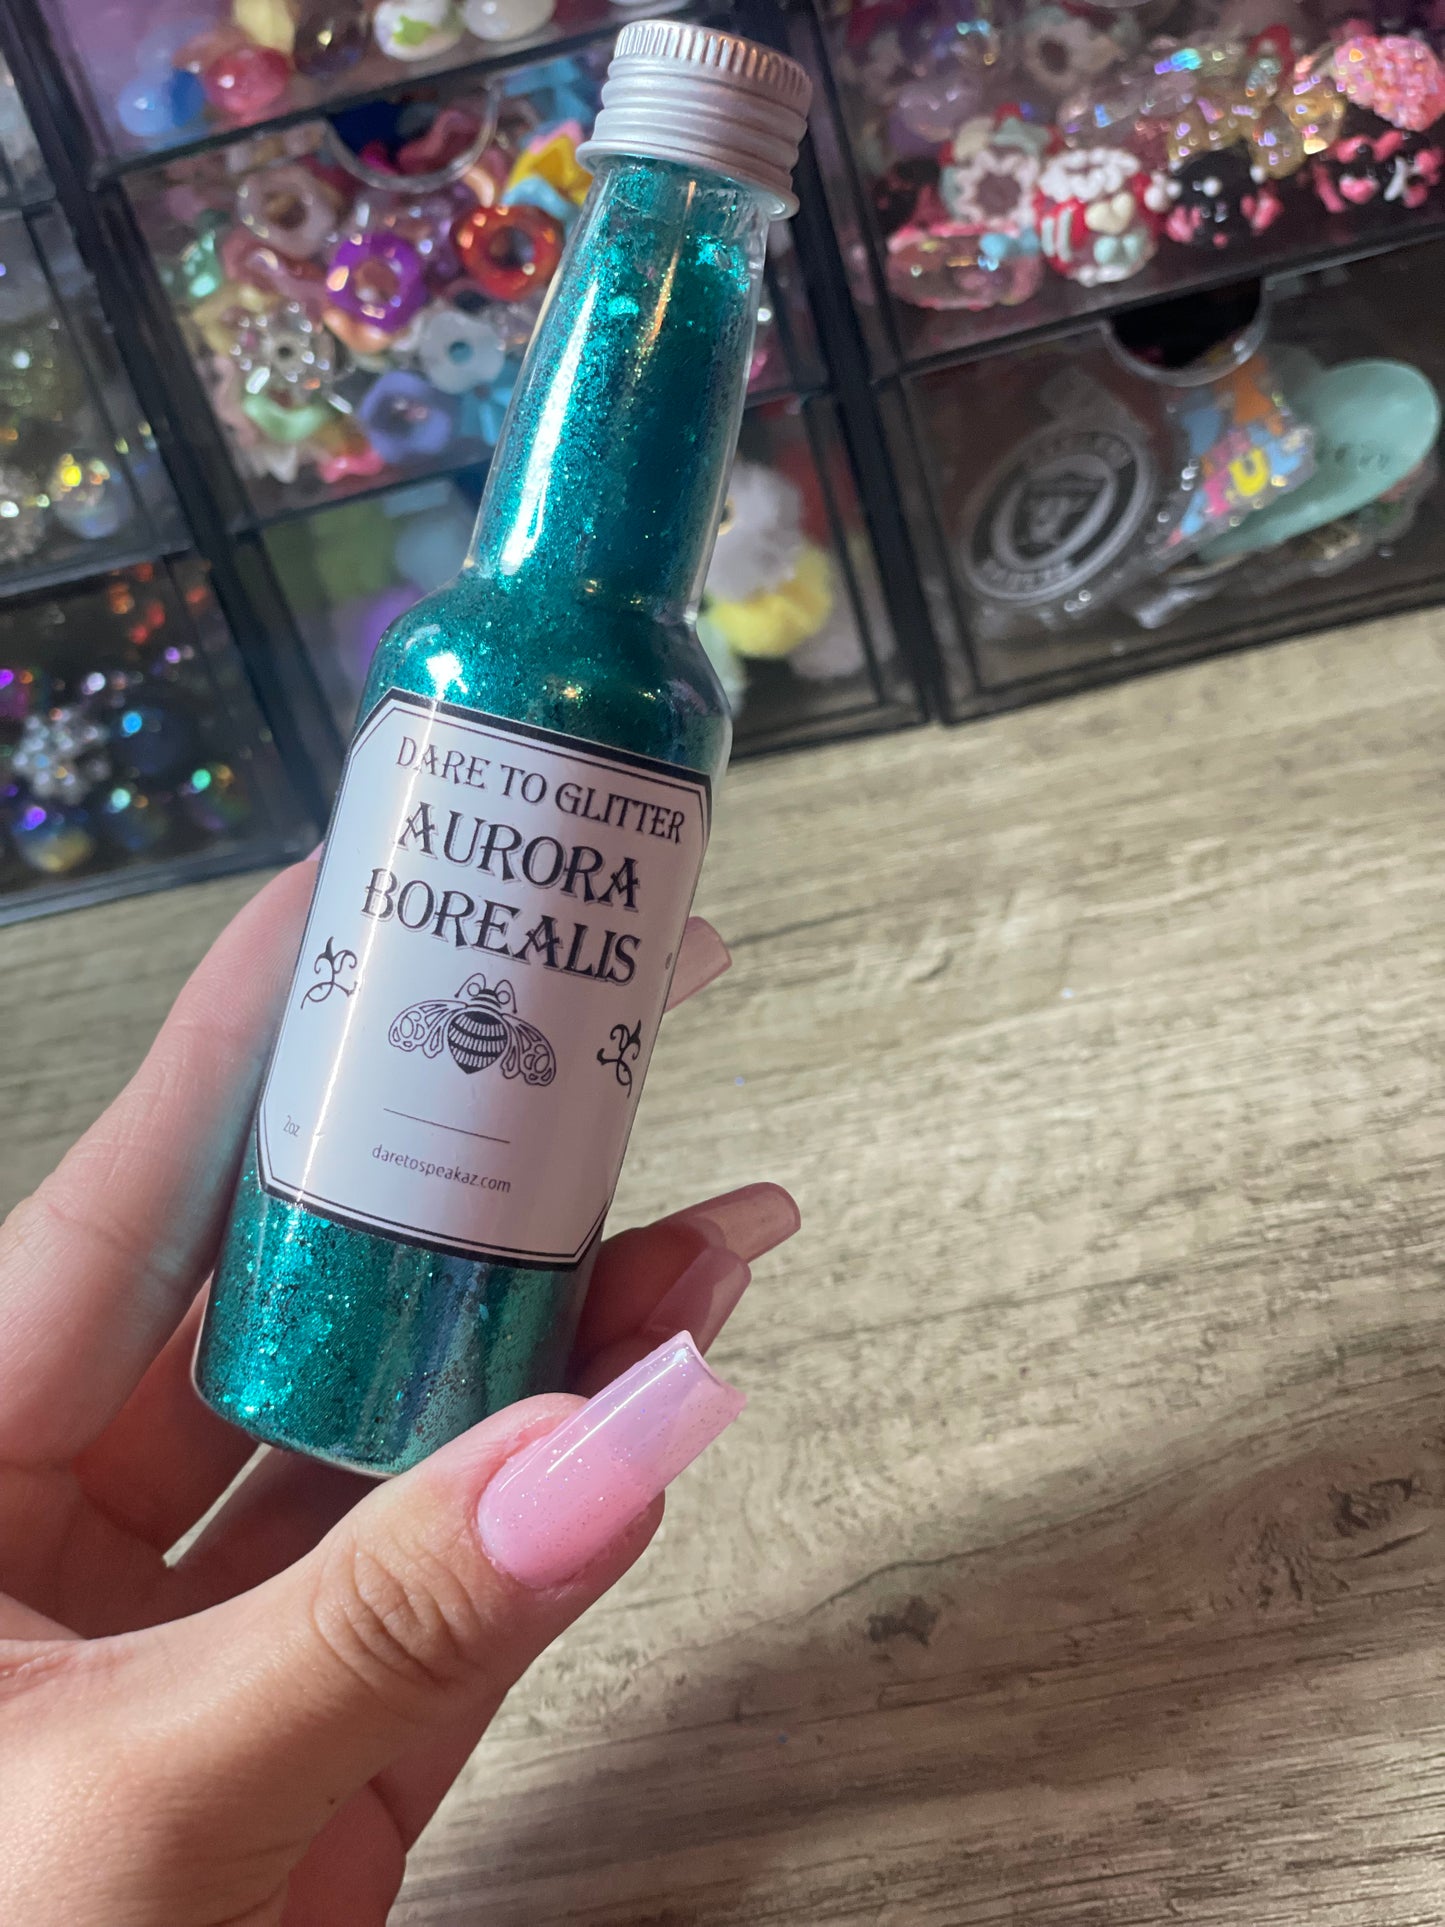 DARE TO GLITTER
AURORA
BOREALIS
2oz
daretospeakaz.com